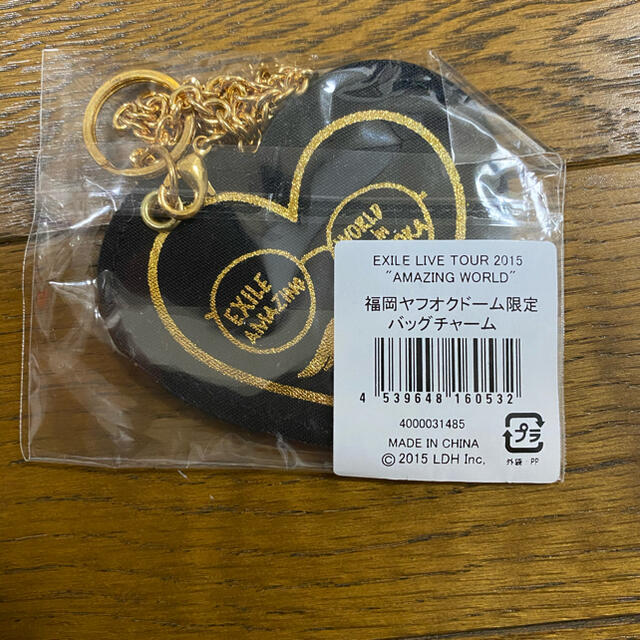 EXILE
AMAZING
WORLD
in
EXILE LIVE TOUR 2015
"AMAZING WORLD"
福岡ヤフオクドーム限定
バッグチャーム
4 539648 160532
4000031485
MADE IN CHINA
© 2015 LDH Inc.
プラ
外袋:PP